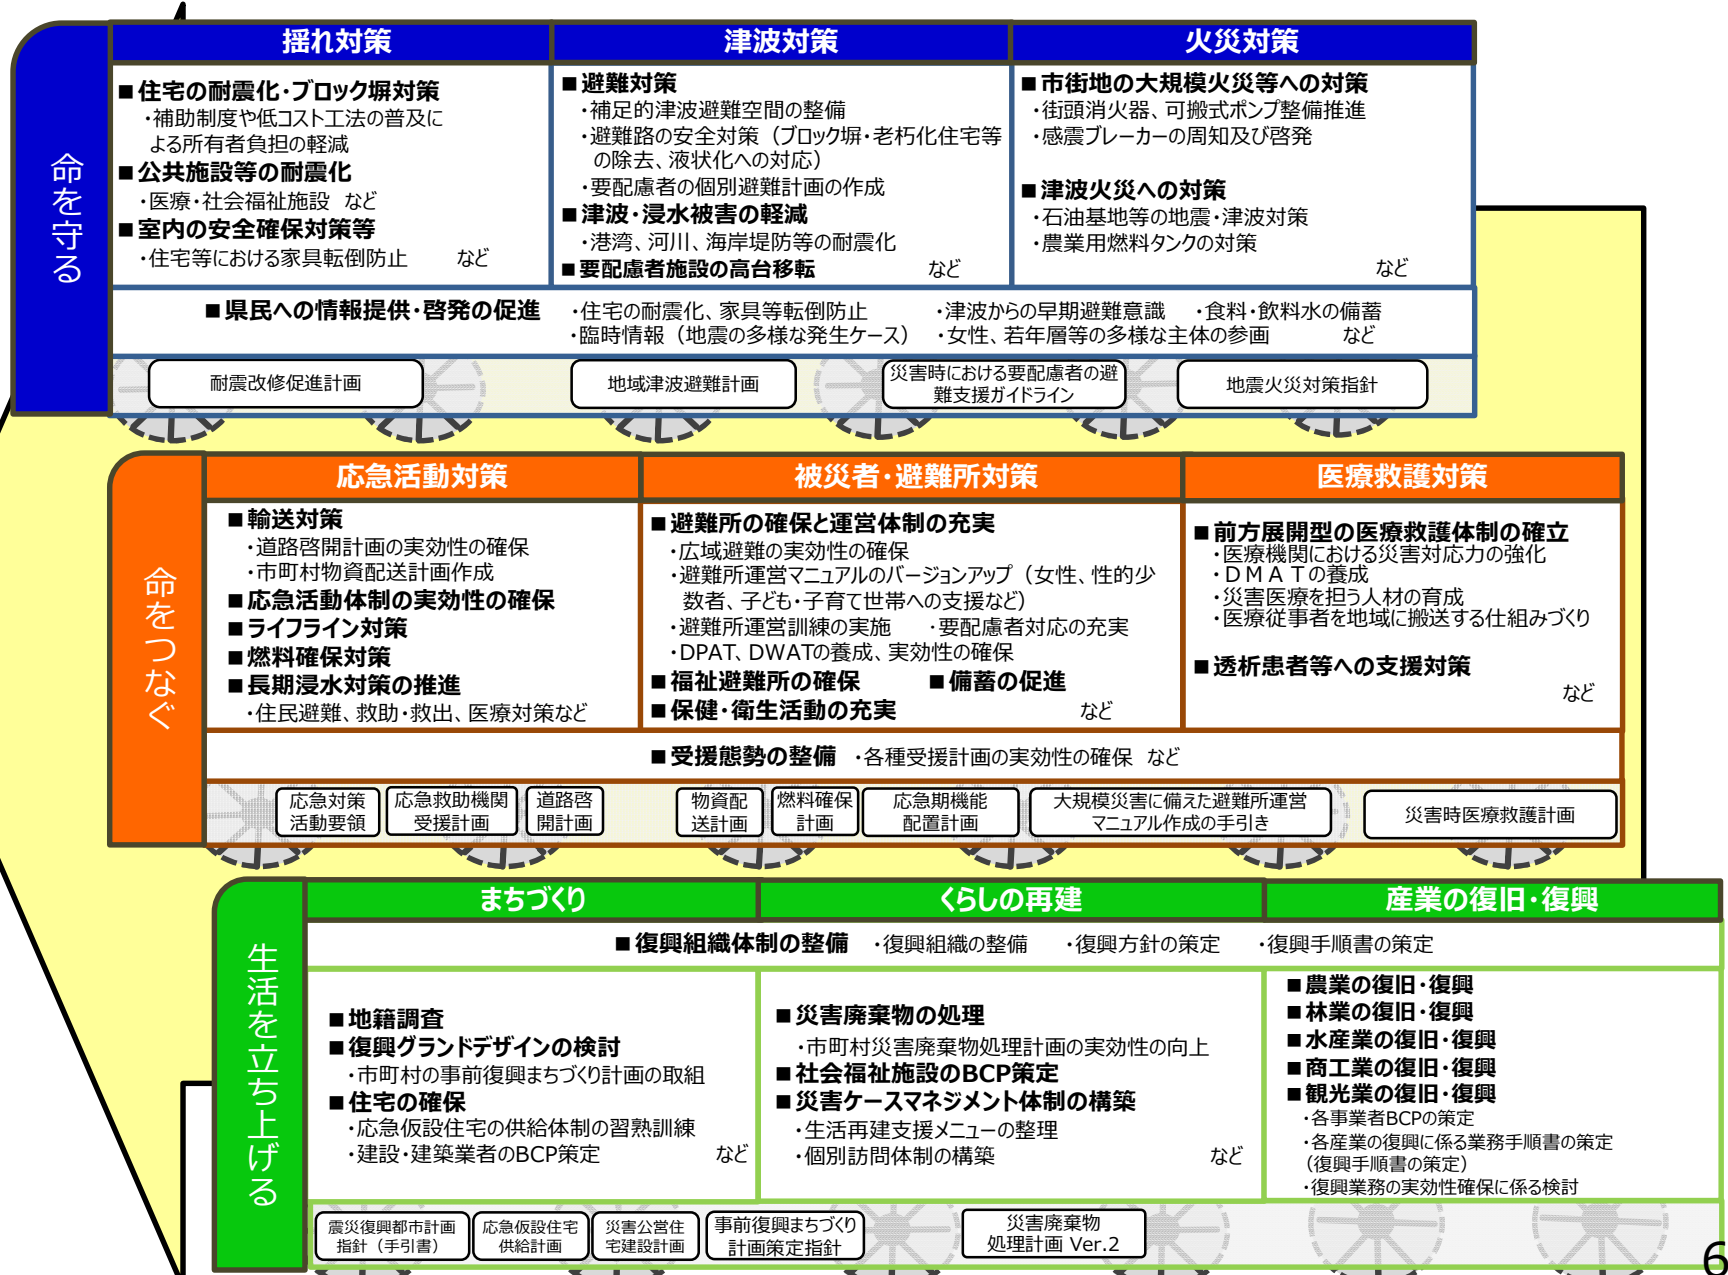 命を守る
揺れ対策
■住宅の耐震化・ブロック塀対策
・補助制度や低コスト工法の普及に
よる所有者負担の軽減
■公共施設等の耐震化
・医療・社会福祉施設 など
■室内の安全確保対策等
・住宅等における家具転倒防止 など
津波対策
■避難対策
・補足的津波避難空間の整備
・避難路の安全対策（ブロック塀・老朽化住宅等
の除去、液状化への対応）
・要配慮者の個別避難計画の作成
■津波・浸水被害の軽減
・港湾、河川、海岸堤防等の耐震化
■要配慮者施設の高台移転 など
火災対策
■市街地の大規模火災等への対策
・街頭消火器、可搬式ポンプ整備推進
・感震ブレーカーの周知及び啓発
■津波火災への対策
・石油基地等の地震・津波対策
・農業用燃料タンクの対策
など
■県民への情報提供・啓発の促進 ・住宅の耐震化、家具等転倒防止 ・津波からの早期避難意識 ・食料・飲料水の備蓄
・臨時情報（地震の多様な発生ケース） ・女性、若年層等の多様な主体の参画 など
耐震改修促進計画
地域津波避難計画
災害時における要配慮者の避
難支援ガイドライン
地震火災対策指針
命をつなぐ
応急活動対策
■輸送対策
・道路啓開計画の実効性の確保
・市町村物資配送計画作成
■応急活動体制の実効性の確保
■ライフライン対策
■燃料確保対策
■長期浸水対策の推進
・住民避難、救助・救出、医療対策など
被災者・避難所対策
■避難所の確保と運営体制の充実
・広域避難の実効性の確保
・避難所運営マニュアルのバージョンアップ（女性、性的少
数者、子ども・子育て世帯への支援など）
・避難所運営訓練の実施 ・要配慮者対応の充実
・DPAT、DWATの養成、実効性の確保
■福祉避難所の確保 ■備蓄の促進
■保健・衛生活動の充実 など
医療救護対策
■前方展開型の医療救護体制の確立
・医療機関における災害対応力の強化
・ＤＭＡＴの養成
・災害医療を担う人材の育成
・医療従事者を地域に搬送する仕組みづくり
■透析患者等への支援対策
など
■受援態勢の整備 ・各種受援計画の実効性の確保 など
応急対策
活動要領
応急救助機関
受援計画
道路啓
開計画
物資配
送計画
燃料確保
計画
応急期機能
配置計画
大規模災害に備えた避難所運営
マニュアル作成の手引き
災害時医療救護計画
生活を立ち上げる
まちづくり
くらしの再建
産業の復旧・復興
■復興組織体制の整備 ・復興組織の整備 ・復興方針の策定 ・復興手順書の策定
■地籍調査
■復興グランドデザインの検討
・市町村の事前復興まちづくり計画の取組
■住宅の確保
・応急仮設住宅の供給体制の習熟訓練
・建設・建築業者のBCP策定 など
■災害廃棄物の処理
・市町村災害廃棄物処理計画の実効性の向上
■社会福祉施設のBCP策定
■災害ケースマネジメント体制の構築
・生活再建支援メニューの整理
・個別訪問体制の構築 など
■農業の復旧・復興
■林業の復旧・復興
■水産業の復旧・復興
■商工業の復旧・復興
■観光業の復旧・復興
・各事業者BCPの策定
・各産業の復興に係る業務手順書の策定
（復興手順書の策定）
・復興業務の実効性確保に係る検討
震災復興都市計画
指針（手引書）
応急仮設住宅
供給計画
災害公営住
宅建設計画
事前復興まちづくり
計画策定指針
災害廃棄物
処理計画 Ver.2
6